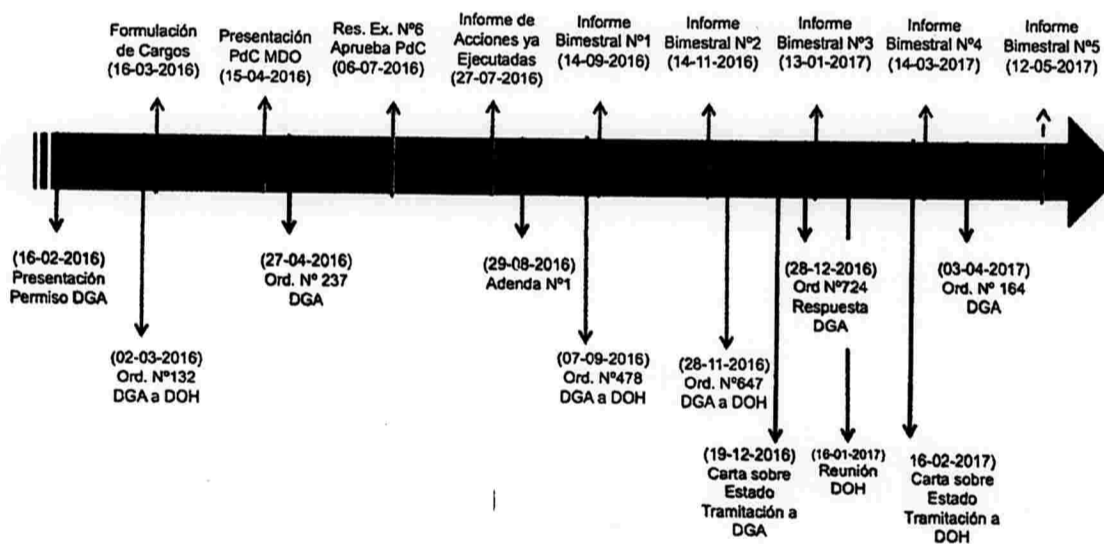 Formulación
de Cargos
(16-03-2016)
Presentación
PdC MDO
(15-04-2016)
Res. Ex. Nº6
Aprueba PdC
(06-07-2016)
Informe de
Acciones ya
Ejecutadas
(27-07-2016)
Informe
Bimestral Nº1
(14-09-2016)
Informe
Bimestral Nº2
(14-11-2016)
Informe
Bimestral Nº3
(13-01-2017)
Informe
Bimestral Nº4
(14-03-2017)
Informe
Bimestral Nº5
(12-05-2017)
(16-02-2016)
Presentación
Permiso DGA
(02-03-2016)
Ord. Nº132
DGA a DOH
(27-04-2016)
Ord. Nº 237
DGA
(29-08-2016)
Adenda Nº1
(07-09-2016)
Ord. Nº478
DGA a DOH
(28-11-2016)
Ord. Nº647
DGA a DOH
(19-12-2016)
Carta sobre
Estado
Tramitación a
DGA
(28-12-2016)
Ord Nº724
Respuesta
DGA
(16-01-2017)
Reunión
DOH
16-02-2017)
Carta sobre
Estado
Tramitación a
DOH
(03-04-2017)
Ord. Nº 164
DGA